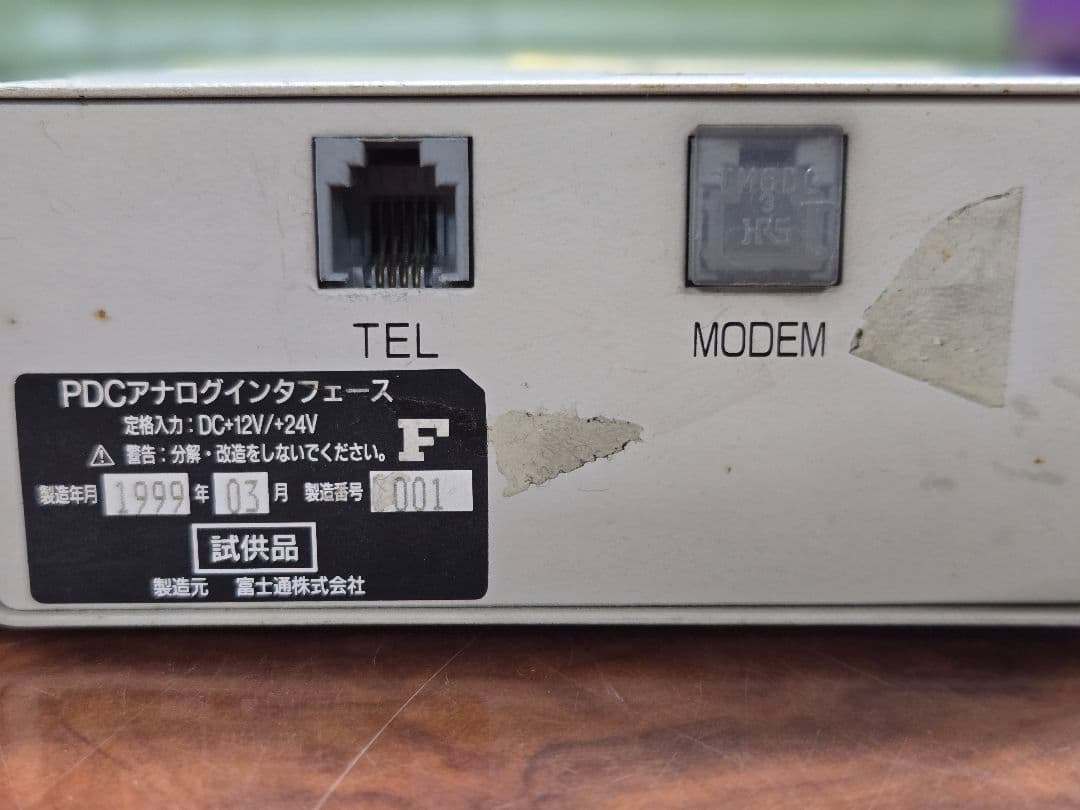 TM6DL
3
HRS
TEL
MODEM
PDCアナログインタフェース
定格入力：DC+12V/+24V
⚠ 警告：分解・改造をしないでください。
F
製造年月 1999 年 03 月 製造番号 001
試供品
製造元 富士通株式会社